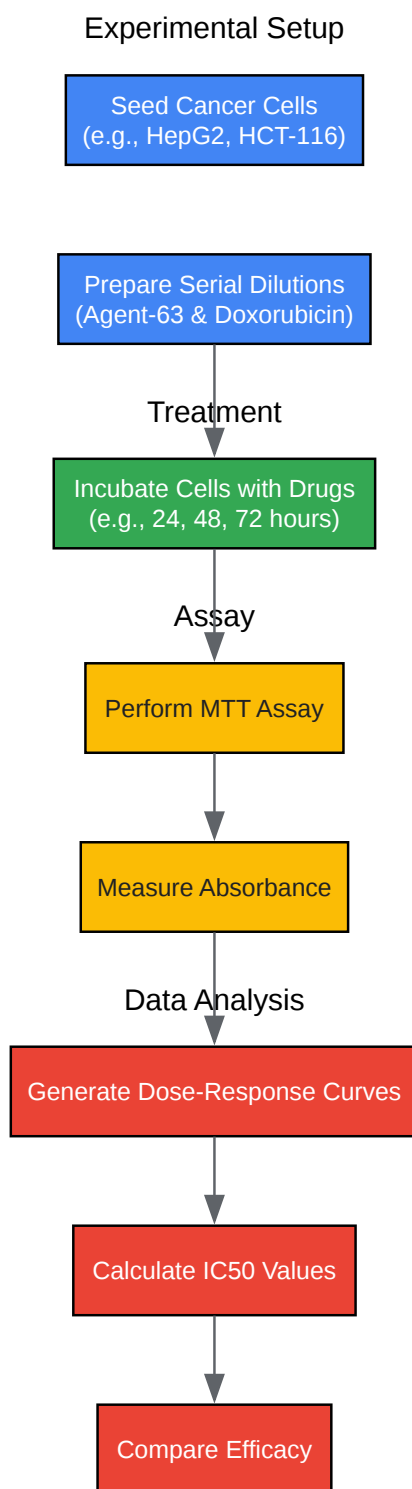 Experimental Setup
Seed Cancer Cells
(e.g., HepG2, HCT-116)
Prepare Serial Dilutions
(Agent-63 & Doxorubicin)
Treatment
Incubate Cells with Drugs
(e.g., 24, 48, 72 hours)
Assay
Perform MTT Assay
Measure Absorbance
Data Analysis
Generate Dose-Response Curves
Calculate IC50 Values
Compare Efficacy